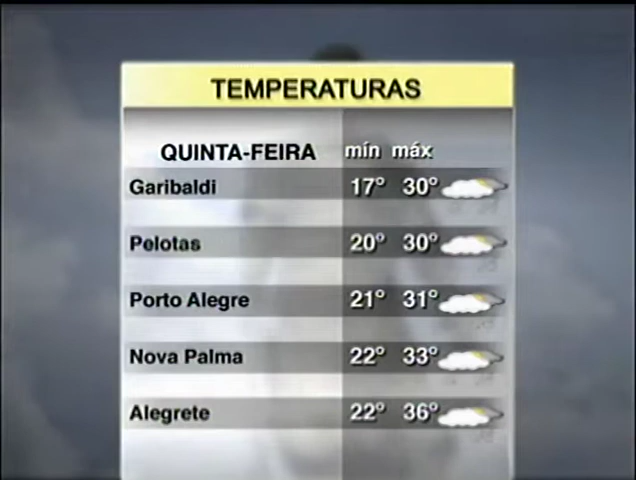 TEMPERATURAS
QUINTA-FEIRA mín máx
Garibaldi 17° 30°
Pelotas 20° 30°
Porto Alegre 21° 31°
Nova Palma 22° 33°
Alegrete 22° 36°